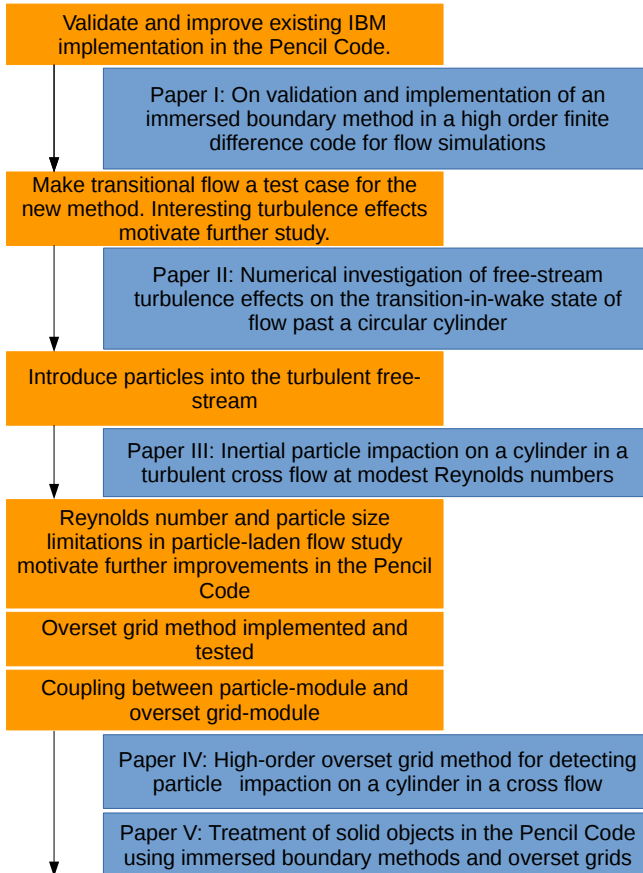 Validate and improve existing IBM
implementation in the Pencil Code.
Paper I: On validation and implementation of an
immersed boundary method in a high order finite
difference code for flow simulations
Make transitional flow a test case for the
new method. Interesting turbulence effects
motivate further study.
Paper II: Numerical investigation of free-stream
turbulence effects on the transition-in-wake state of
flow past a circular cylinder
Introduce particles into the turbulent free-
stream
Paper III: Inertial particle impaction on a cylinder in a
turbulent cross flow at modest Reynolds numbers
Reynolds number and particle size
limitations in particle-laden flow study
motivate further improvements in the Pencil
Code
Overset grid method implemented and
tested
Coupling between particle-module and
overset grid-module
Paper IV: High-order overset grid method for detecting
particle impaction on a cylinder in a cross flow
Paper V: Treatment of solid objects in the Pencil Code
using immersed boundary methods and overset grids